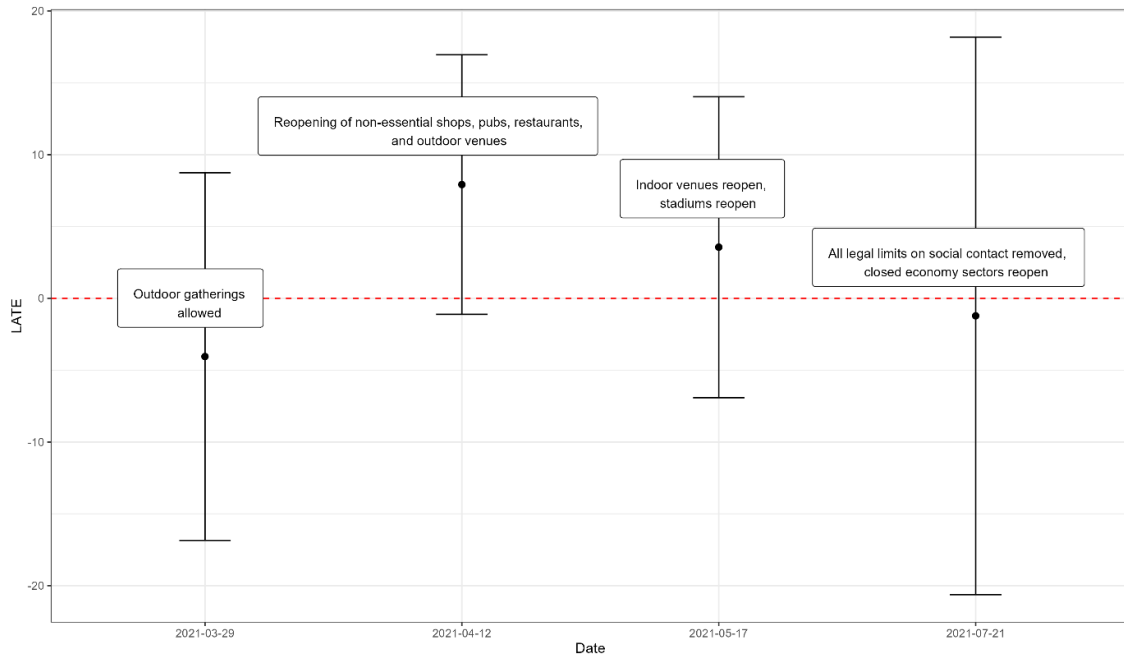 20
Reopening of non-essential shops, pubs, restaurants,
and outdoor venues
10
Indoor venues reopen,
stadiums reopen
All legal limits on social contact removed,
closed economy sectors reopen
Outdoor gatherings
allowed
0
LATE
-10
-20
2021-03-29
2021-04-12
2021-05-17
2021-07-21
Date